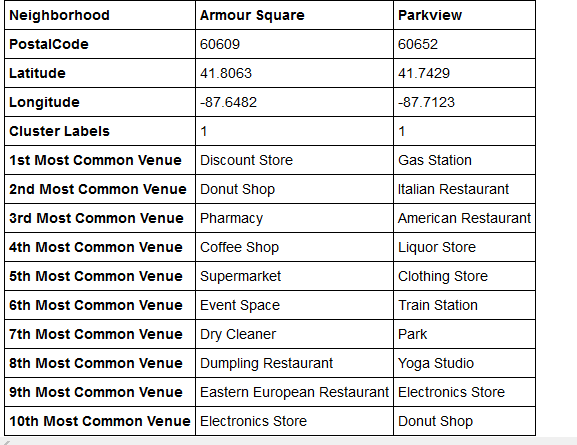 Neighborhood Armour Square Parkview
PostalCode 60609 60652
Latitude 41.8063 41.7429
Longitude -87.6482 -87.7123
Cluster Labels 1 1
1st Most Common Venue Discount Store Gas Station
2nd Most Common Venue Donut Shop Italian Restaurant
3rd Most Common Venue Pharmacy American Restaurant
4th Most Common Venue Coffee Shop Liquor Store
5th Most Common Venue Supermarket Clothing Store
6th Most Common Venue Event Space Train Station
7th Most Common Venue Dry Cleaner Park
8th Most Common Venue Dumpling Restaurant Yoga Studio
9th Most Common Venue Eastern European Restaurant Electronics Store
10th Most Common Venue Electronics Store Donut Shop